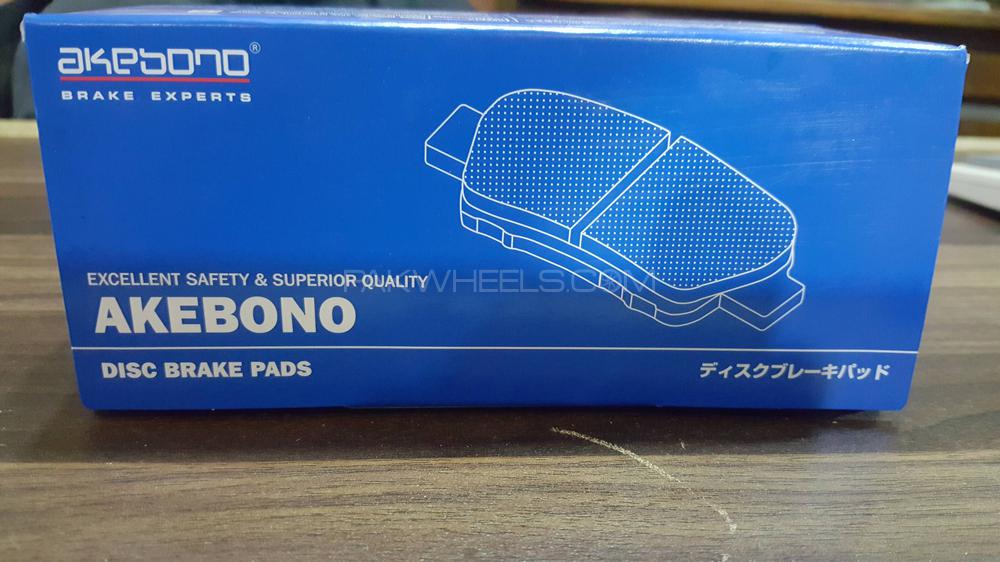 akebono®
BRAKE EXPERTS
EXCELLENT SAFETY & SUPERIOR QUALITY
PAKWHEELS.COM
AKEBONO
DISC BRAKE PADS
ディスクブレーキパッド